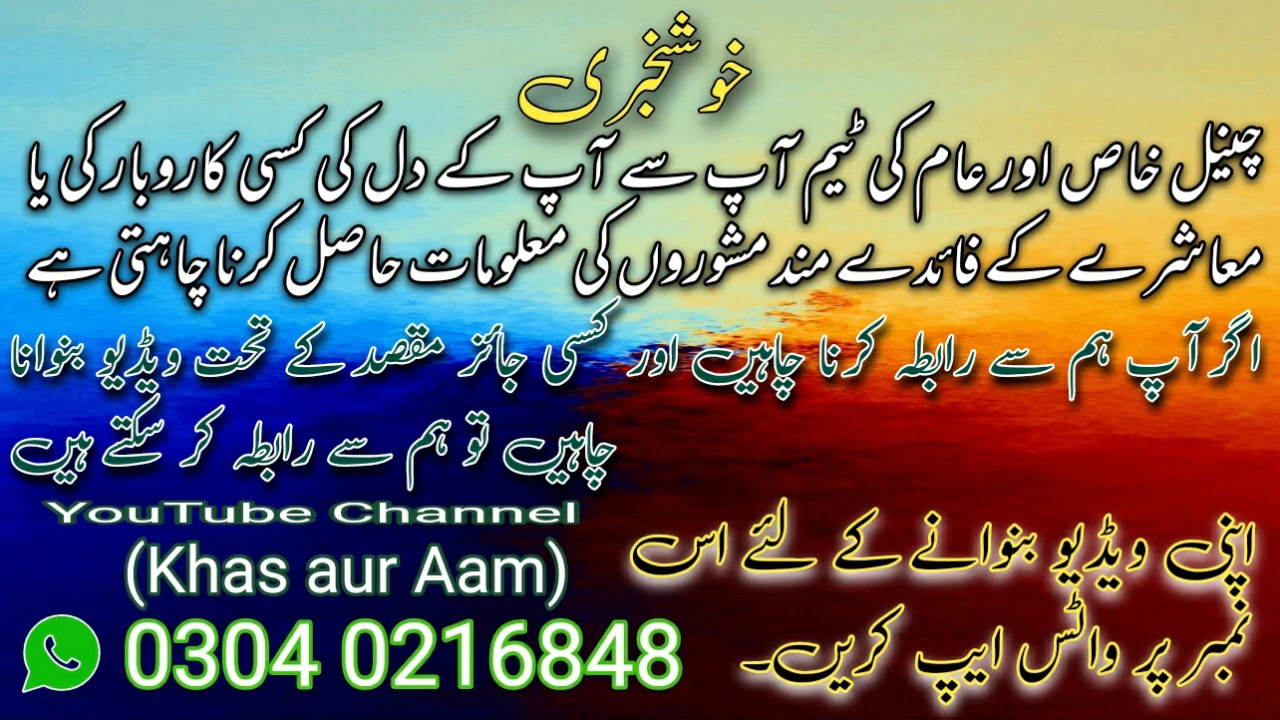 خوشخبری
چینل خاص اور عام کی ٹیم آپ سے آپ کے دل کی کسی کاروبار کی یا
معاشرے کے فائدے مند مشوروں کی معلومات حاصل کرنا چاہتی ہے
اگر آپ ہم سے رابطہ کرنا چاہیں اور کسی جائز مقصد کے تحت ویڈیو بنوانا
چاہیں تو ہم سے رابطہ کر سکتے ہیں
YouTube Channel
(Khas aur Aam)
0304 0216848
اپنی ویڈیو بنوانے کے لئے اس
نمبر پر واٹس ایپ کریں۔